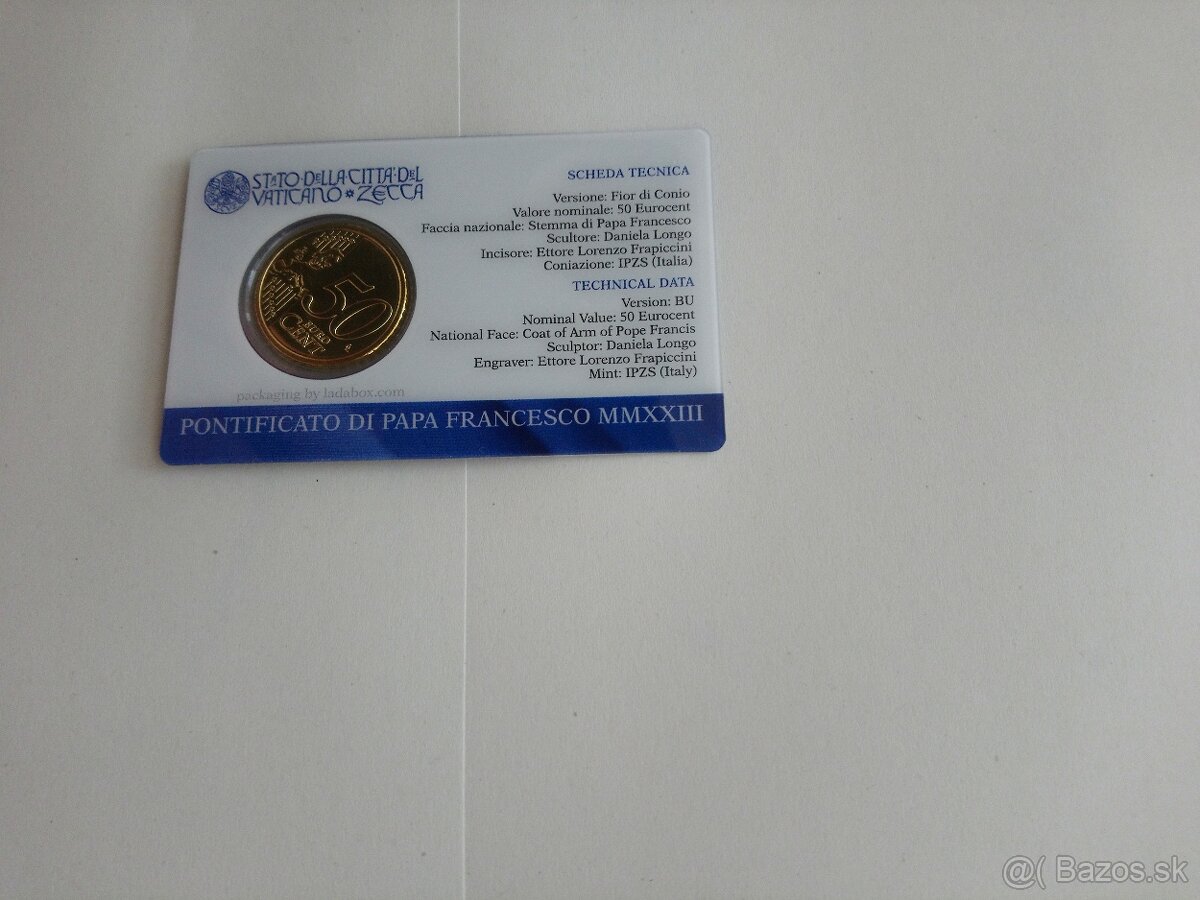 STATO·DELLA·CITTÀ·DEL
VATICANO * ZECCA
SCHEDA TECNICA
Versione: Fior di Conio
Valore nominale: 50 Eurocent
Faccia nazionale: Stemma di Papa Francesco
Scultore: Daniela Longo
Incisore: Ettore Lorenzo Frapiccini
Coniazione: IPZS (Italia)
TECHNICAL DATA
Version: BU
Nominal Value: 50 Eurocent
National Face: Coat of Arm of Pope Francis
Sculptor: Daniela Longo
Engraver: Ettore Lorenzo Frapiccini
Mint: IPZS (Italy)
50
EURO
CENT
packaging by ladabox.com
PONTIFICATO DI PAPA FRANCESCO MMXXIII
@( Bazos.sk